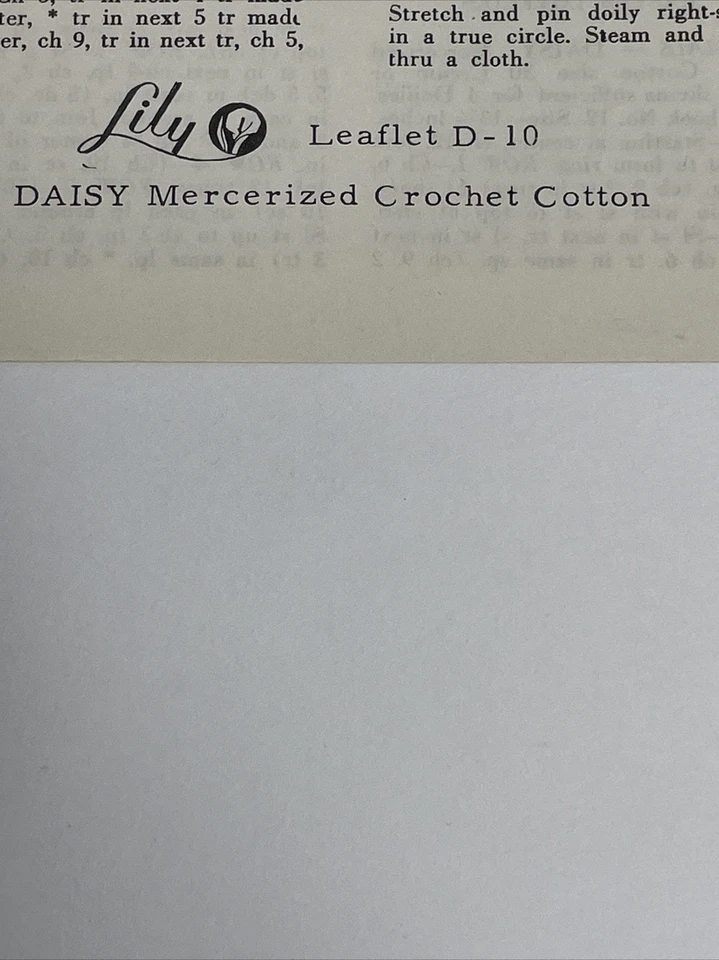 ter, * tr in next 5 tr made
er, ch 9, tr in next tr, ch 5,
Stretch and pin doily right-s
in a true circle. Steam and
thru a cloth.
Lily Leaflet D-10
DAISY Mercerized Crochet Cotton